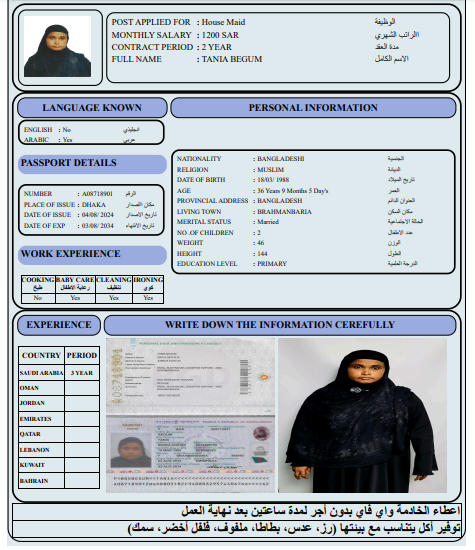 POST APPLIED FOR : House Maid الوظيفة
MONTHLY SALARY : 1200 SAR االراتب الشهري
CONTRACT PERIOD : 2 YEAR مدة العقد
FULL NAME : TANIA BEGUM الاسم الكامل
LANGUAGE KNOWN
ENGLISH : No انجليذي
ARABIC : Yes عربي
PASSPORT DETAILS
NUMBER : A08718901 الرقم
PLACE OF ISSUE : DHAKA مكان الاصدار
DATE OF ISSUE : 04/08/ 2024 تاريخ الاصدار
DATE OF EXP : 03/08/ 2034 تاريخ الانتهاء
WORK EXPERIENCE
COOKING BABY CARE CLEANING IRONING
طبخ رعاية الاطفال تنظيف كوي
No Yes Yes Yes
PERSONAL INFORMATION
NATIONALITY : BANGLADESHI الجنسية
RELIGION : MUSLIM الديانة
DATE OF BIRTH : 18/03/ 1988 تاريخ الميلاد
AGE : 36 Years 9 Months 5 Day's العمر
PROVINCIAL ADDRESS : BANGLADESH العنوان الدائم
LIVING TOWN : BRAHMANBARIA مكان السكن
MERITAL STATUS : Married الحالة الاجتماعية
NO .OF CHILDREN : 2 عدد الاطفال
WEIGHT : 46 الوزن
HEIGHT : 144 الطول
EDUCATION LEVEL : PRIMARY الدرجة العلمية
EXPERIENCE
COUNTRY PERIOD
SAUDI ARABIA 3 YEAR
OMAN
JORDAN
EMIRATES
QATAR
LEBANON
KUWAIT
BAHRAIN
WRITE DOWN THE INFORMATION CEREFULLY
اعطاء الخادمة واي فاي بدون أجر لمدة ساعتين بعد نهاية العمل
توفير أكل يتناسب مع بيئتها (رز، عدس، بطاطا، ملفوف، فلفل أخضر، سمك)